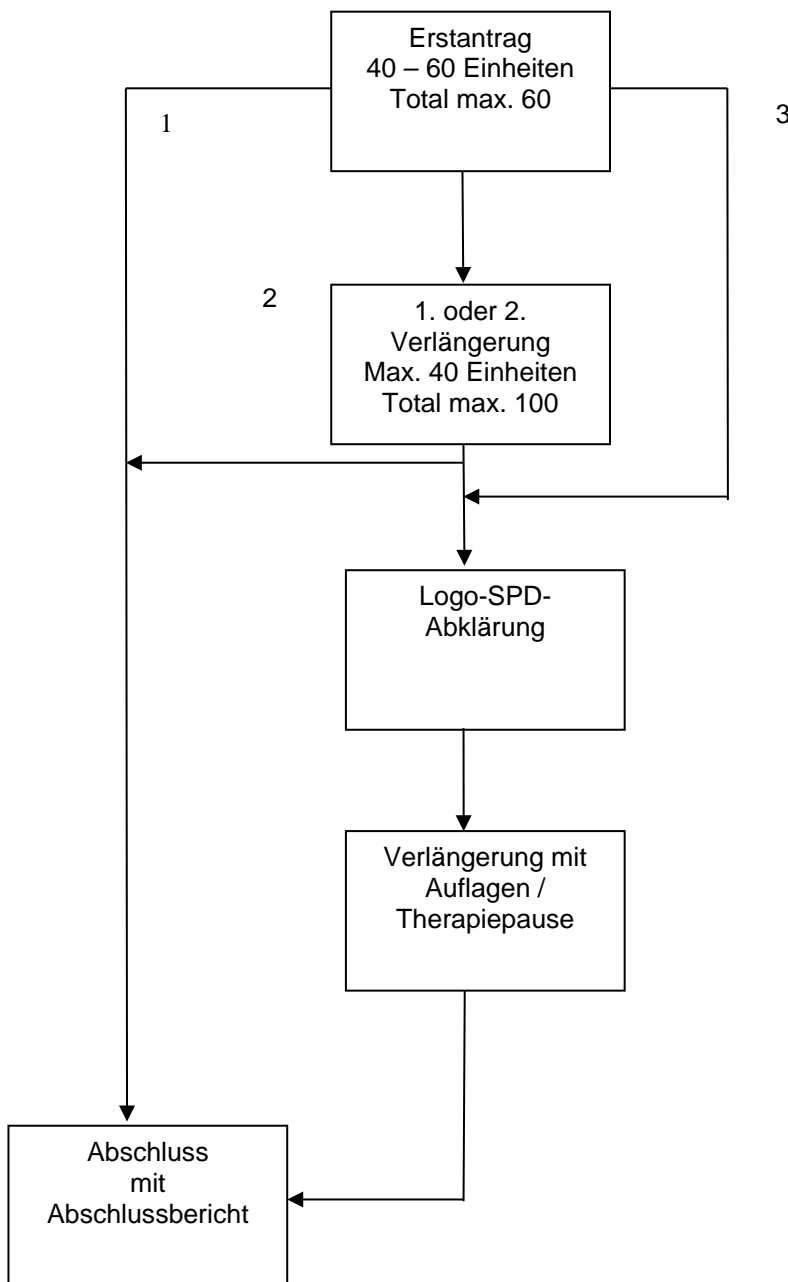 Erstantrag
40 – 60 Einheiten
Total max. 60
1
3
2
1. oder 2.
Verlängerung
Max. 40 Einheiten
Total max. 100
Logo-SPD-
Abklärung
Verlängerung mit
Auflagen /
Therapiepause
Abschluss
mit
Abschlussbericht